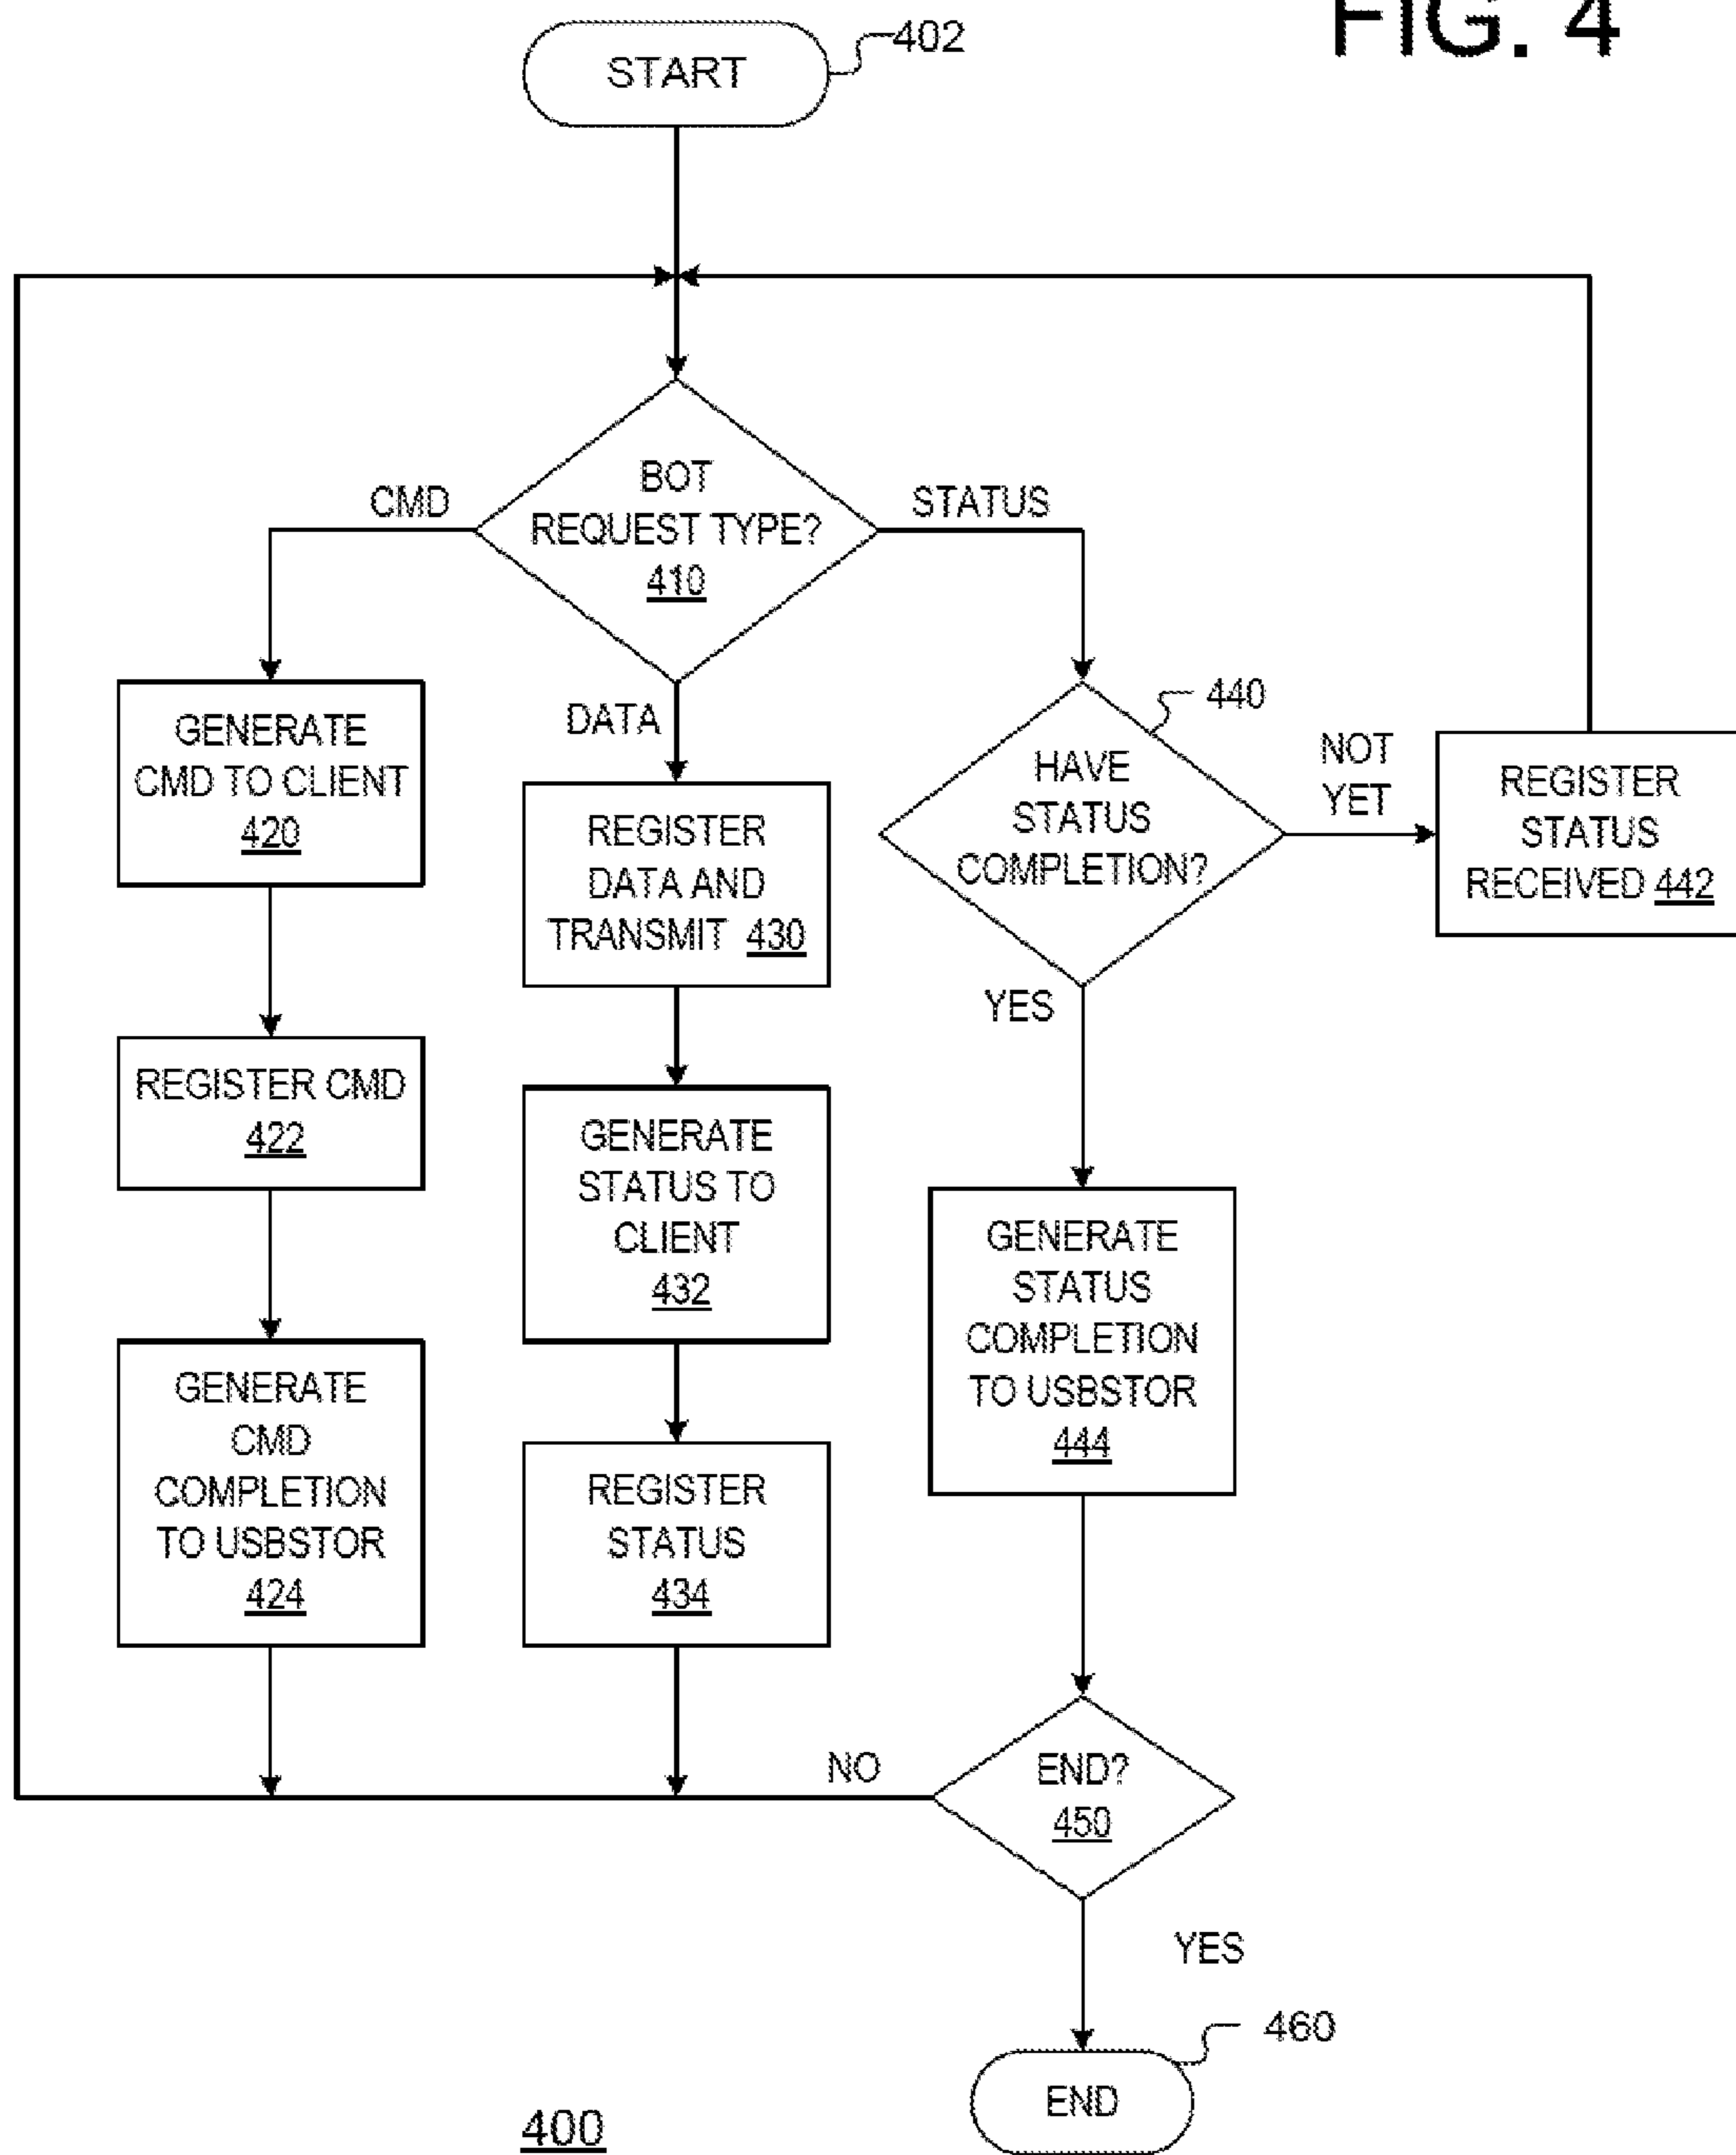 FIG. 4
START
402
BOT
REQUEST TYPE?
410
CMD
STATUS
DATA
GENERATE
CMD TO CLIENT
420
REGISTER CMD
422
GENERATE
CMD
COMPLETION
TO USBSTOR
424
REGISTER
DATA AND
TRANSMIT 430
GENERATE
STATUS TO
CLIENT
432
REGISTER
STATUS
434
440
HAVE
STATUS
COMPLETION?
NOT
YET
REGISTER
STATUS
RECEIVED 442
YES
GENERATE
STATUS
COMPLETION
TO USBSTOR
444
NO
END?
450
YES
460
END
400